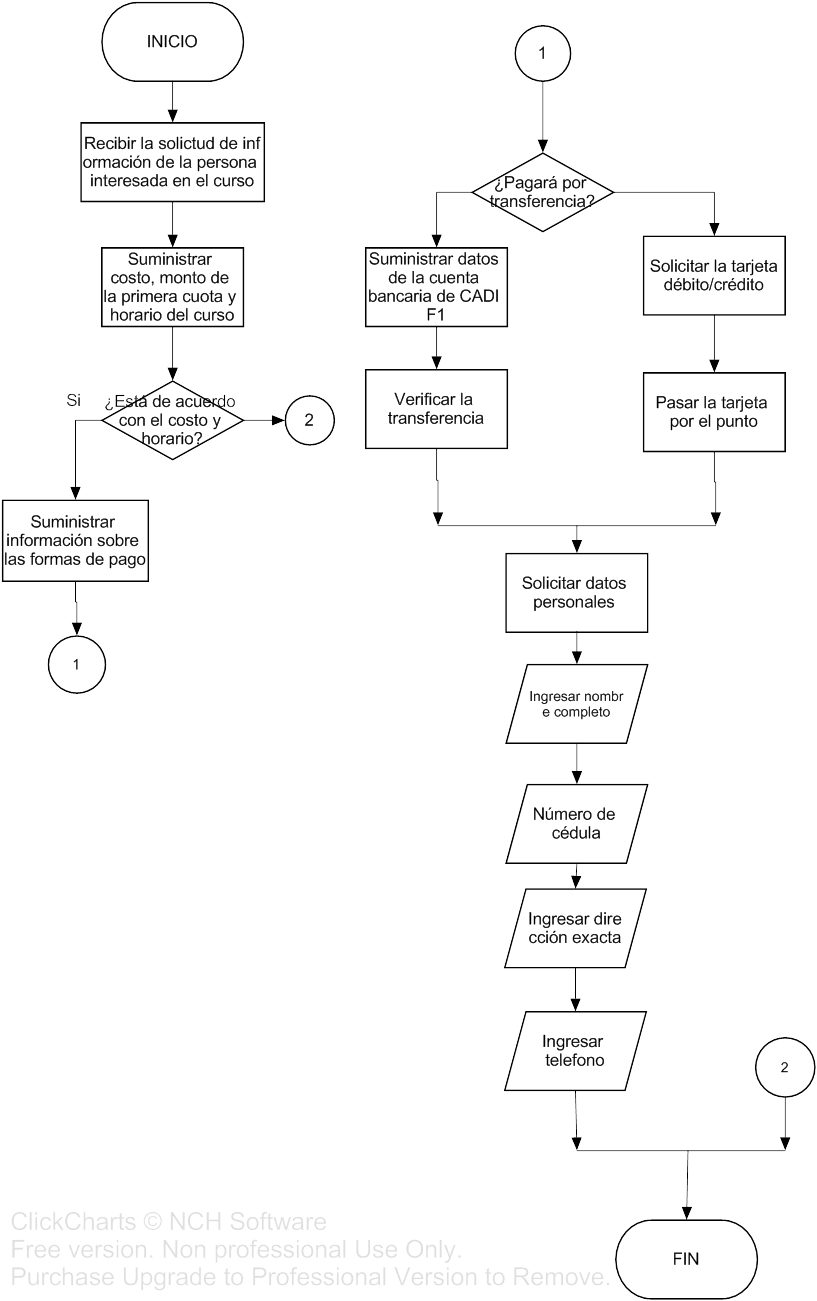 INICIO
Recibir la solictud de inf
ormación de la persona
interesada en el curso
Suministrar
costo, monto de
la primera cuota y
horario del curso
Si
¿Está de acuerdo
con el costo y
horario?
2
Suministrar
información sobre
las formas de pago
1
1
¿Pagará por
transferencia?
Suministrar datos
de la cuenta
bancaria de CADI
F1
Solicitar la tarjeta
débito/crédito
Verificar la
transferencia
Pasar la tarjeta
por el punto
Solicitar datos
personales
Ingresar nombr
e completo
Número de
cédula
Ingresar dire
cción exacta
Ingresar
telefono
2
FIN
ClickCharts © NCH Software
Free version. Non professional Use Only.
Purchase Upgrade to Professional Version to Remove.